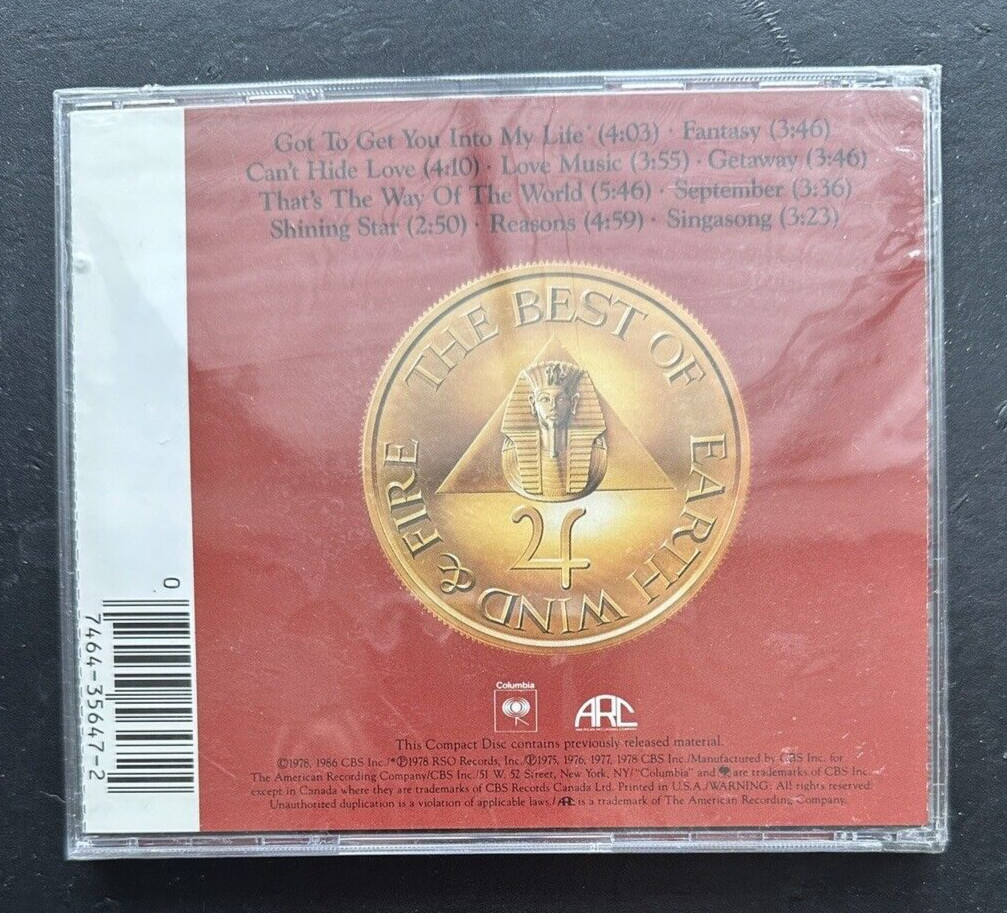 Got To Get You Into My Life* (4:03) · Fantasy (3:46)
Can't Hide Love (4:10) · Love Music (3:55) · Getaway (3:46)
That's The Way Of The World (5:46) · September (3:36)
Shining Star (2:50) · Reasons (4:59) · Singasong (3:23)
THE BEST OF EARTH WIND & FIRE
0
7464-35647-2
Columbia
ARC
This Compact Disc contains previously released material.
©1978, 1986 CBS Inc./*℗1978 RSO Records, Inc./℗1975, 1976, 1977, 1978 CBS Inc./Manufactured by CBS Inc. for
The American Recording Company/CBS Inc./51 W. 52 Street, New York, NY/"Columbia" and are trademarks of CBS Inc.
except in Canada where they are trademarks of CBS Records Canada Ltd. Printed in U.S.A./WARNING: All rights reserved.
Unauthorized duplication is a violation of applicable laws./ARC is a trademark of The American Recording Company.